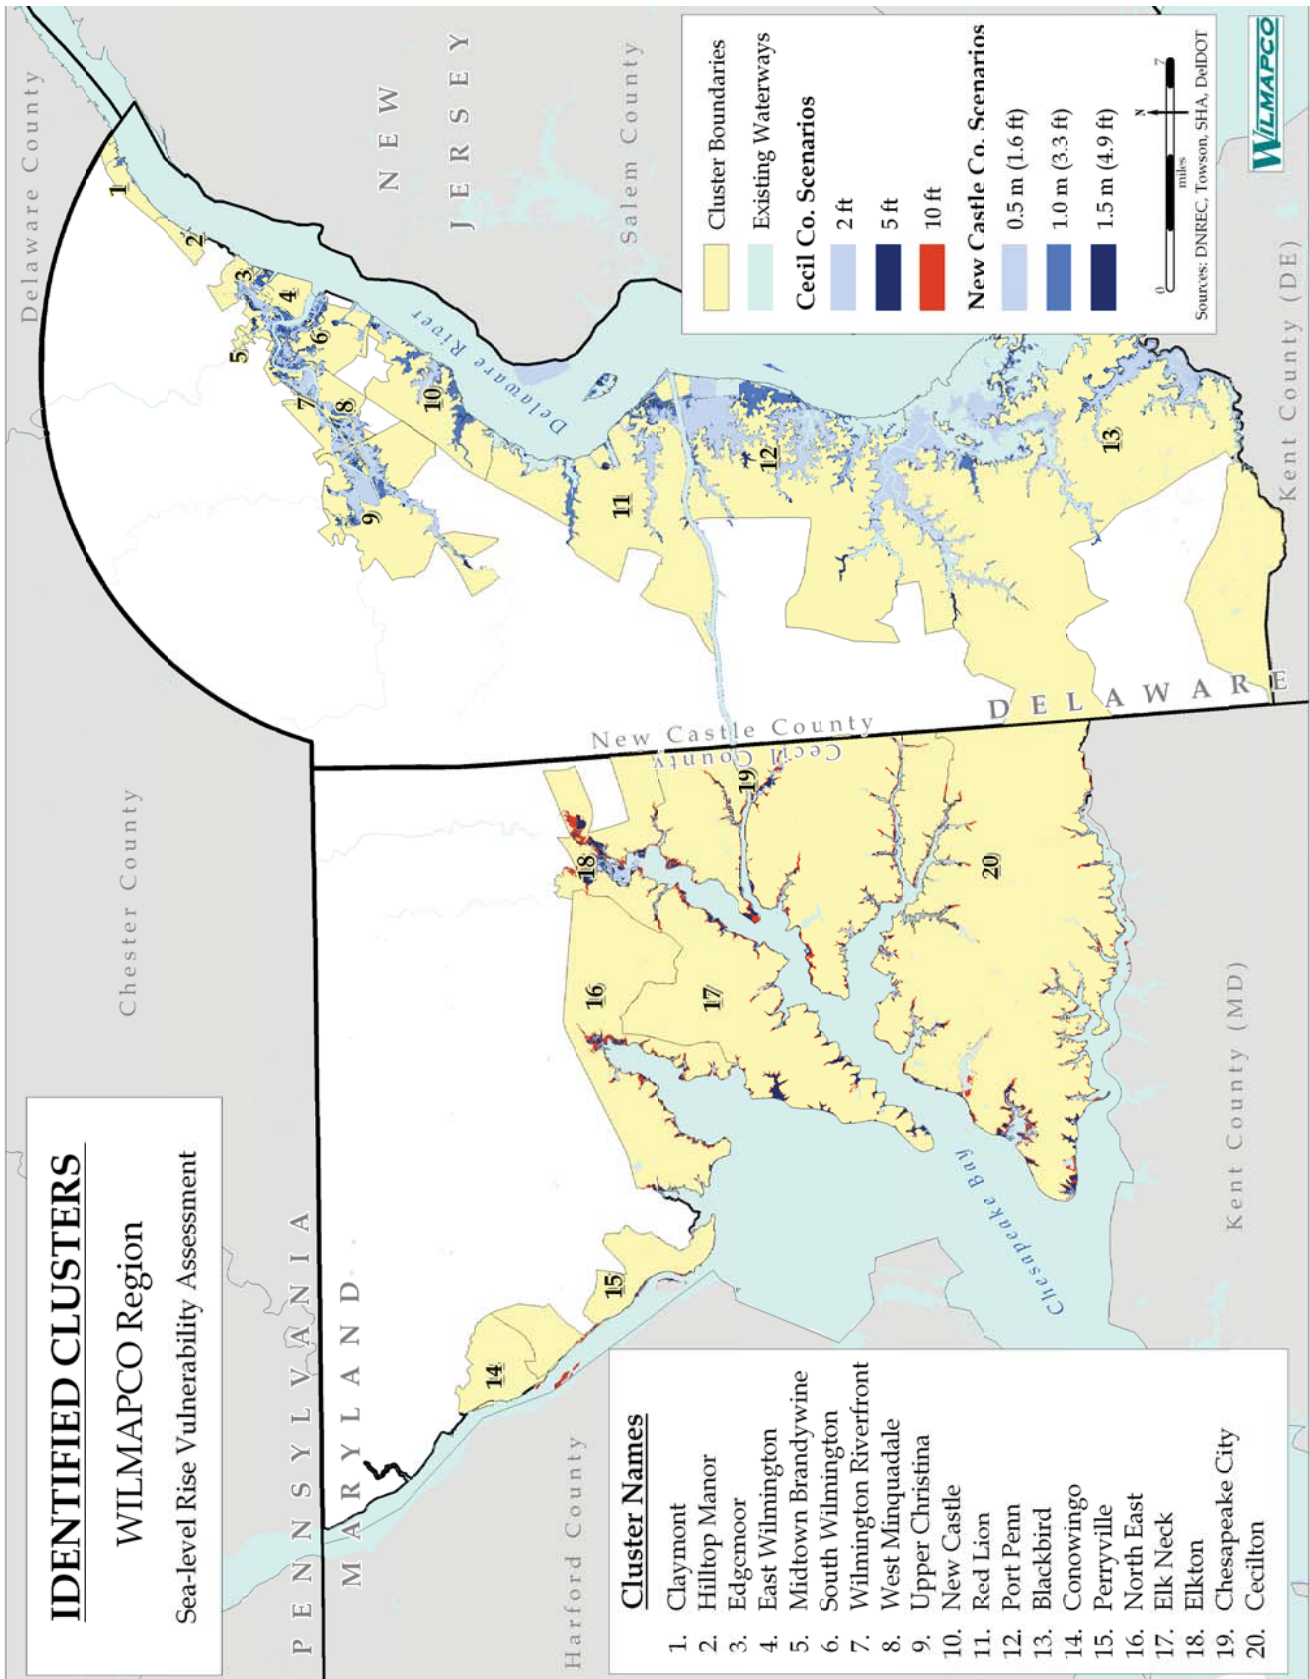 IDENTIFIED CLUSTERS
WILMAPCO Region
Sea-level Rise Vulnerability Assessment
PENNSYLVANIA
MARYLAND
Chester County
Delaware County
NEW
JERSEY
Salem County
Delaware River
New Castle County
Cecil County
DELAWARE
Kent County (DE)
Kent County (MD)
Chesapeake Bay
Harford County
1
2
3
4
5
6
7
8
9
10
11
12
13
14
15
16
17
18
19
20
Cluster Names
1. Claymont
2. Hilltop Manor
3. Edgemoor
4. East Wilmington
5. Midtown Brandywine
6. South Wilmington
7. Wilmington Riverfront
8. West Minquadale
9. Upper Christina
10. New Castle
11. Red Lion
12. Port Penn
13. Blackbird
14. Conowingo
15. Perryville
16. North East
17. Elk Neck
18. Elkton
19. Chesapeake City
20. Cecilton
Cluster Boundaries
Existing Waterways
Cecil Co. Scenarios
2 ft
5 ft
10 ft
New Castle Co. Scenarios
0.5 m (1.6 ft)
1.0 m (3.3 ft)
1.5 m (4.9 ft)
N
0 7
miles
Sources: DNREC, Towson, SHA, DelDOT
WILMAPCO